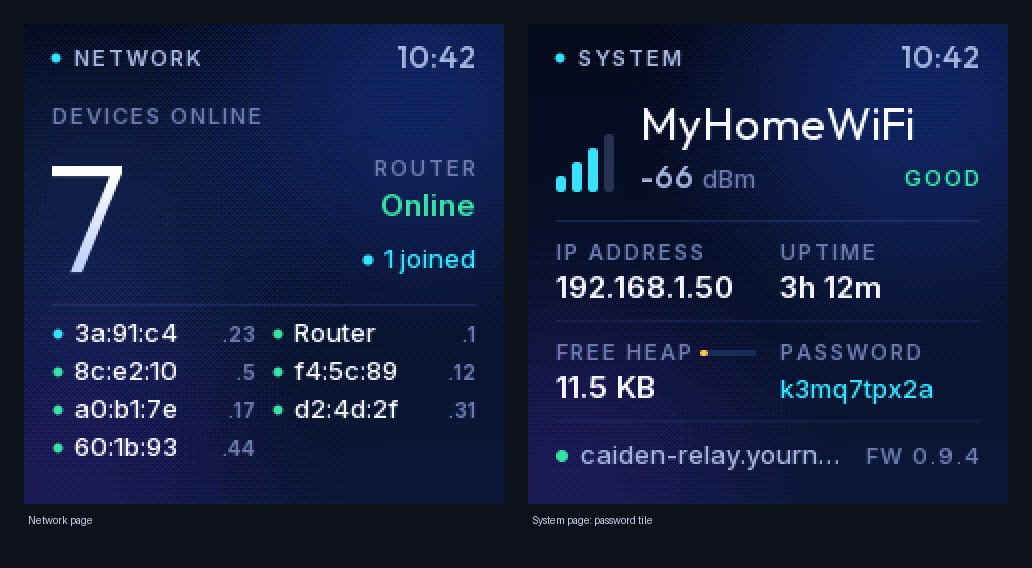 NETWORK
10:42
DEVICES ONLINE
7
ROUTER
Online
1 joined
3a:91:c4 .23
Router .1
8c:e2:10 .5
f4:5c:89 .12
a0:b1:7e .17
d2:4d:2f .31
60:1b:93 .44
Network page
SYSTEM
10:42
MyHomeWiFi
-66 dBm
GOOD
IP ADDRESS
192.168.1.50
UPTIME
3h 12m
FREE HEAP
11.5 KB
PASSWORD
k3mq7tpx2a
caiden-relay.yourn...
FW 0.9.4
System page: password tile